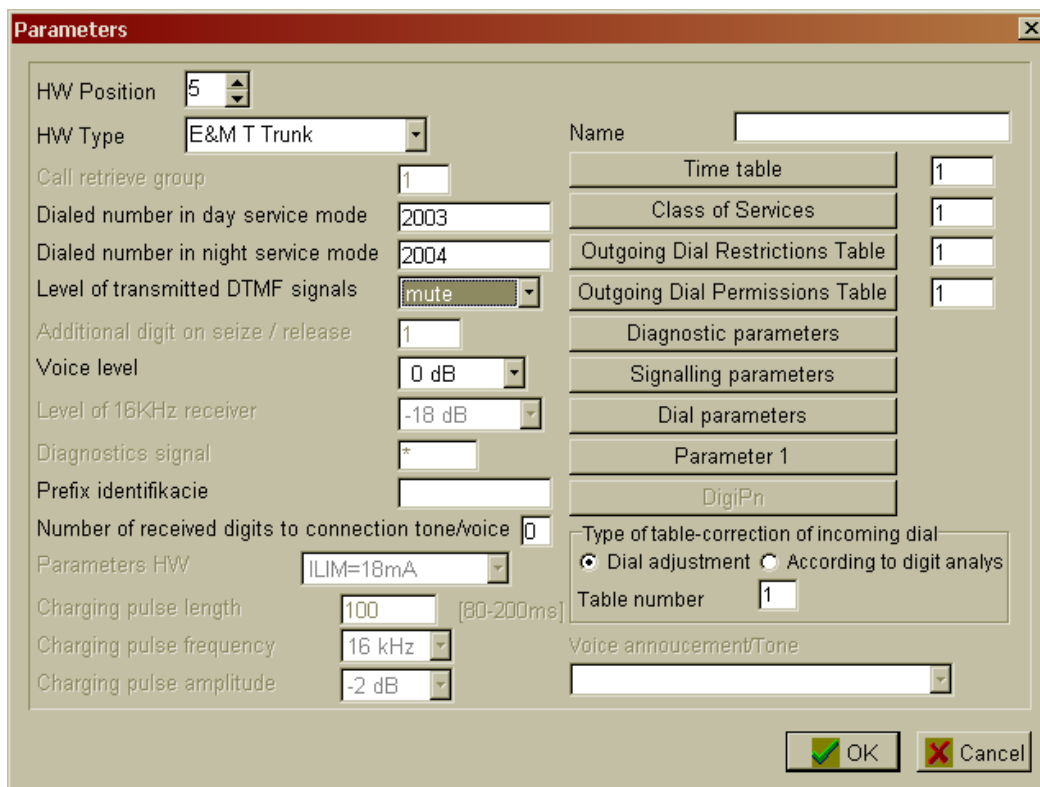 Parameters
HW Position 5
HW Type E&M T Trunk
Call retrieve group 1
Dialed number in day service mode 2003
Dialed number in night service mode 2004
Level of transmitted DTMF signals mute
Additional digit on seize / release 1
Voice level 0 dB
Level of 16KHz receiver -18 dB
Diagnostics signal *
Prefix identifikacie
Number of received digits to connection tone/voice 0
Parameters HW ILIM=18mA
Charging pulse length 100 [80-200ms]
Charging pulse frequency 16 kHz
Charging pulse amplitude -2 dB
Name
Time table 1
Class of Services 1
Outgoing Dial Restrictions Table 1
Outgoing Dial Permissions Table 1
Diagnostic parameters
Signalling parameters
Dial parameters
Parameter 1
DigiPn
Type of table-correction of incoming dial
Dial adjustment According to digit analys
Table number 1
Voice annoucement/Tone
OK Cancel